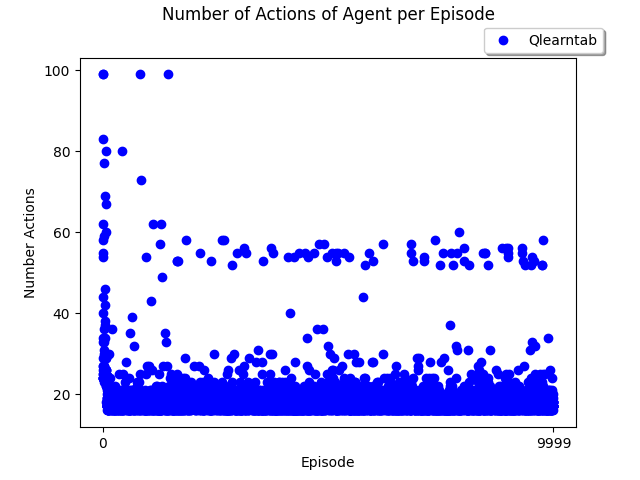 Number of Actions of Agent per Episode
Qlearntab
100
80
60
40
20
Number Actions
0
9999
Episode